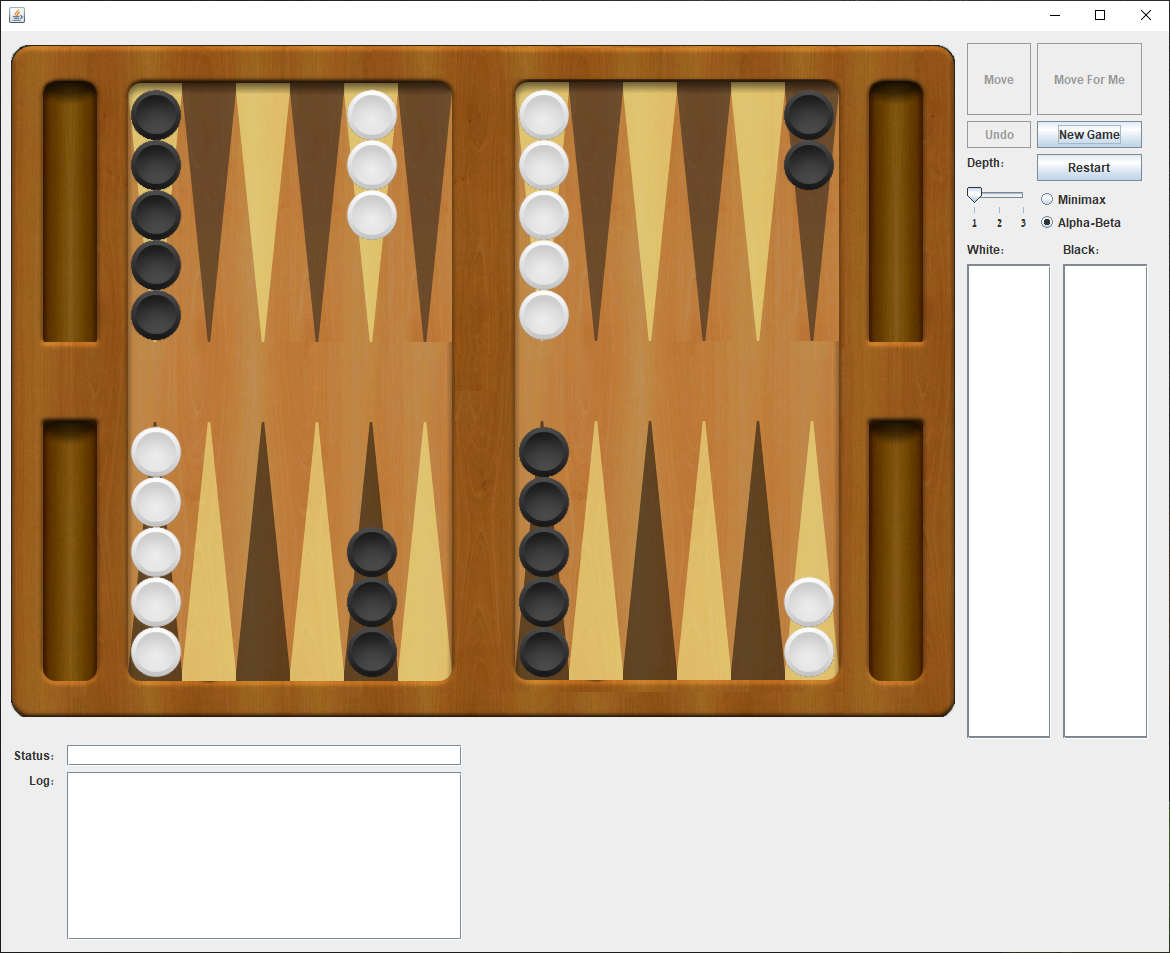 Move
Move For Me
Undo
New Game
Depth:
Restart
Minimax
1 2 3
Alpha-Beta
White:
Black:
Status:
Log: